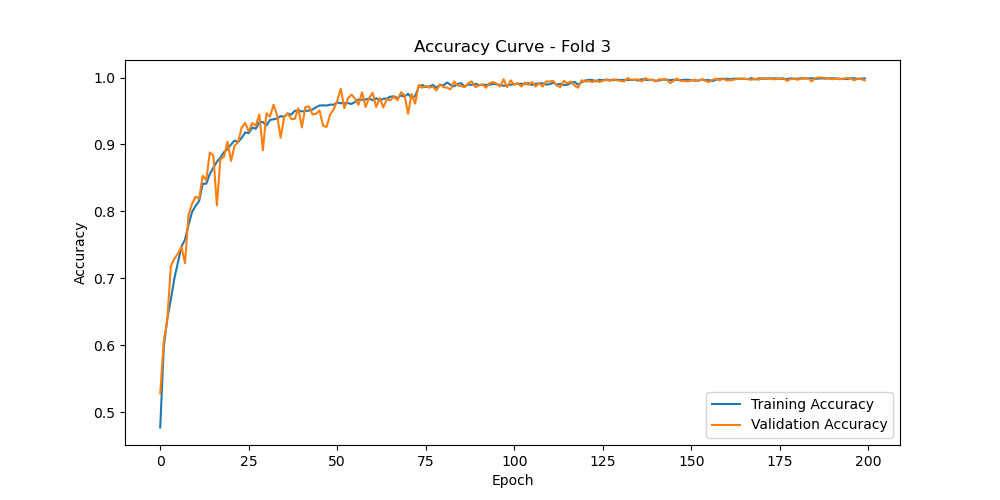 Accuracy Curve - Fold 3
1.0
0.9
0.8
0.7
0.6
0.5
Accuracy
0 25 50 75 100 125 150 175 200
Epoch
Training Accuracy
Validation Accuracy